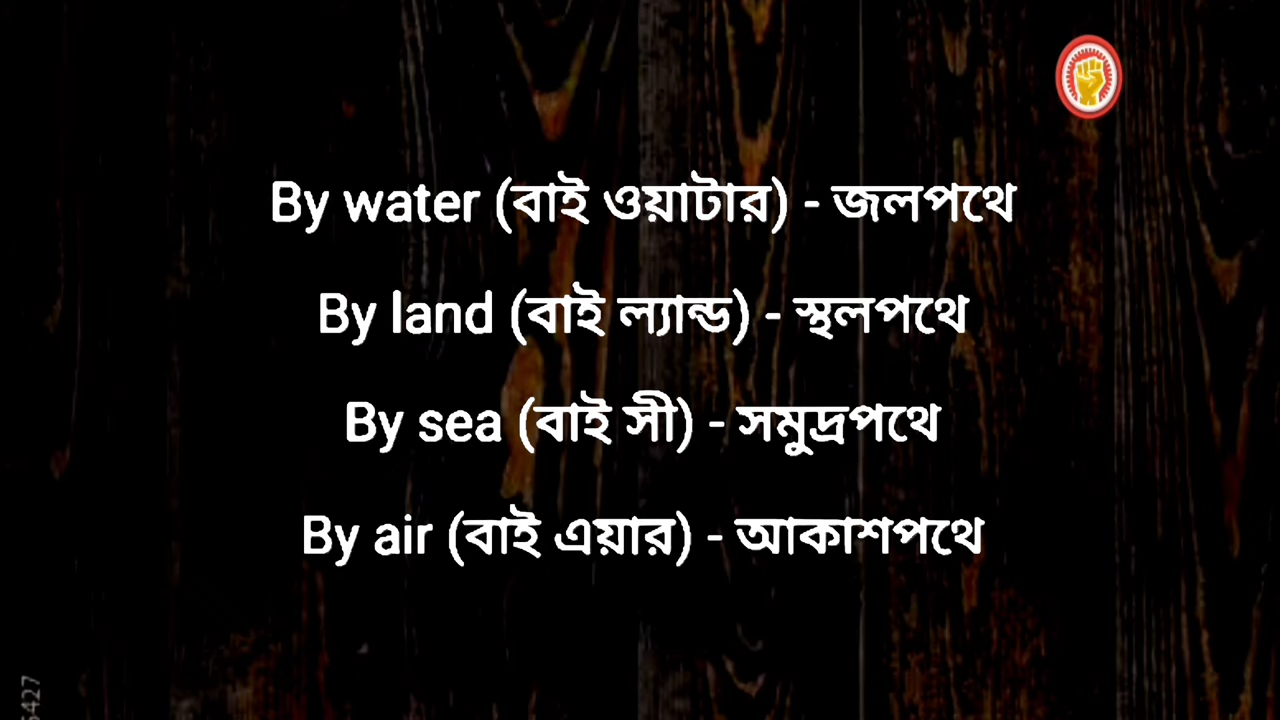 By water (বাই ওয়াটার) - জলপথে
By land (বাই ল্যান্ড) - স্থলপথে
By sea (বাই সী) - সমুদ্রপথে
By air (বাই এয়ার) - আকাশপথে